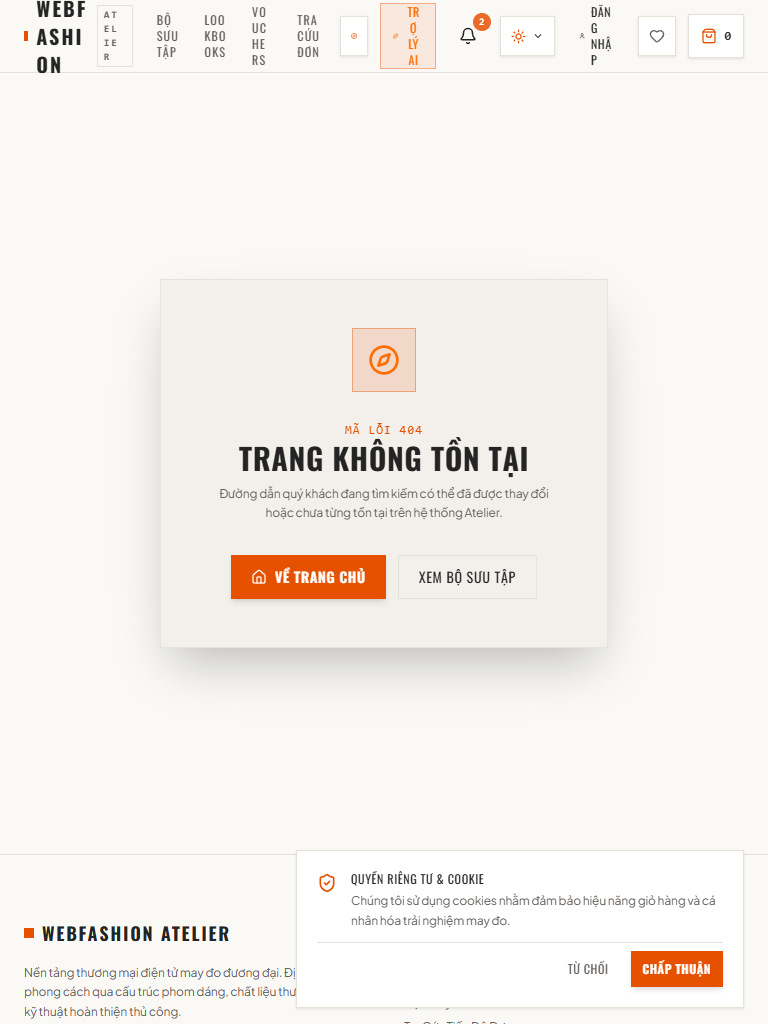 WEBF
ASHI
ON
AT
EL
IE
R
BỘ
SƯU
TẬP
LOO
KBO
OKS
VO
UC
HE
RS
TRA
CỨU
ĐƠN
TR
Ợ
LÝ
AI
2
ĐĂN
G
NHẬ
P
0
MÃ LỖI 404
TRANG KHÔNG TỒN TẠI
Đường dẫn quý khách đang tìm kiếm có thể đã được thay đổi
hoặc chưa từng tồn tại trên hệ thống Atelier.
VỀ TRANG CHỦ
XEM BỘ SƯU TẬP
QUYỀN RIÊNG TƯ & COOKIE
Chúng tôi sử dụng cookies nhằm đảm bảo hiệu năng giỏ hàng và cá
nhân hóa trải nghiệm may đo.
TỪ CHỐI
CHẤP THUẬN
WEBFASHION ATELIER
Nền tảng thương mại điện tử may đo đương đại.
phong cách qua cấu trúc phom dáng, chất liệu
kỹ thuật hoàn thiện thủ công.